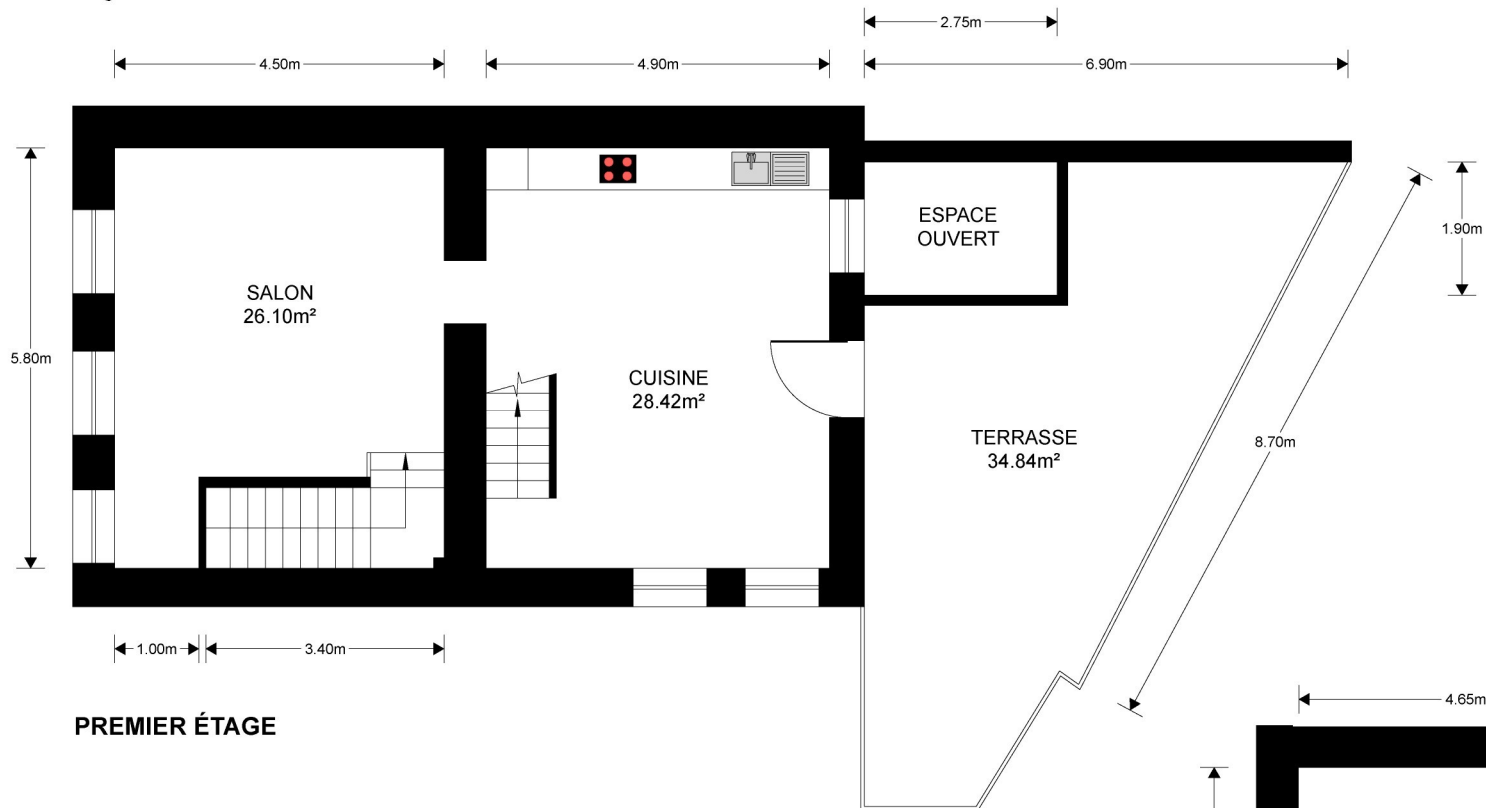 2.75m
4.50m
4.90m
6.90m
ESPACE
OUVERT
1.90m
SALON
26.10m²
5.80m
CUISINE
28.42m²
TERRASSE
34.84m²
8.70m
1.00m
3.40m
4.65m
PREMIER ÉTAGE